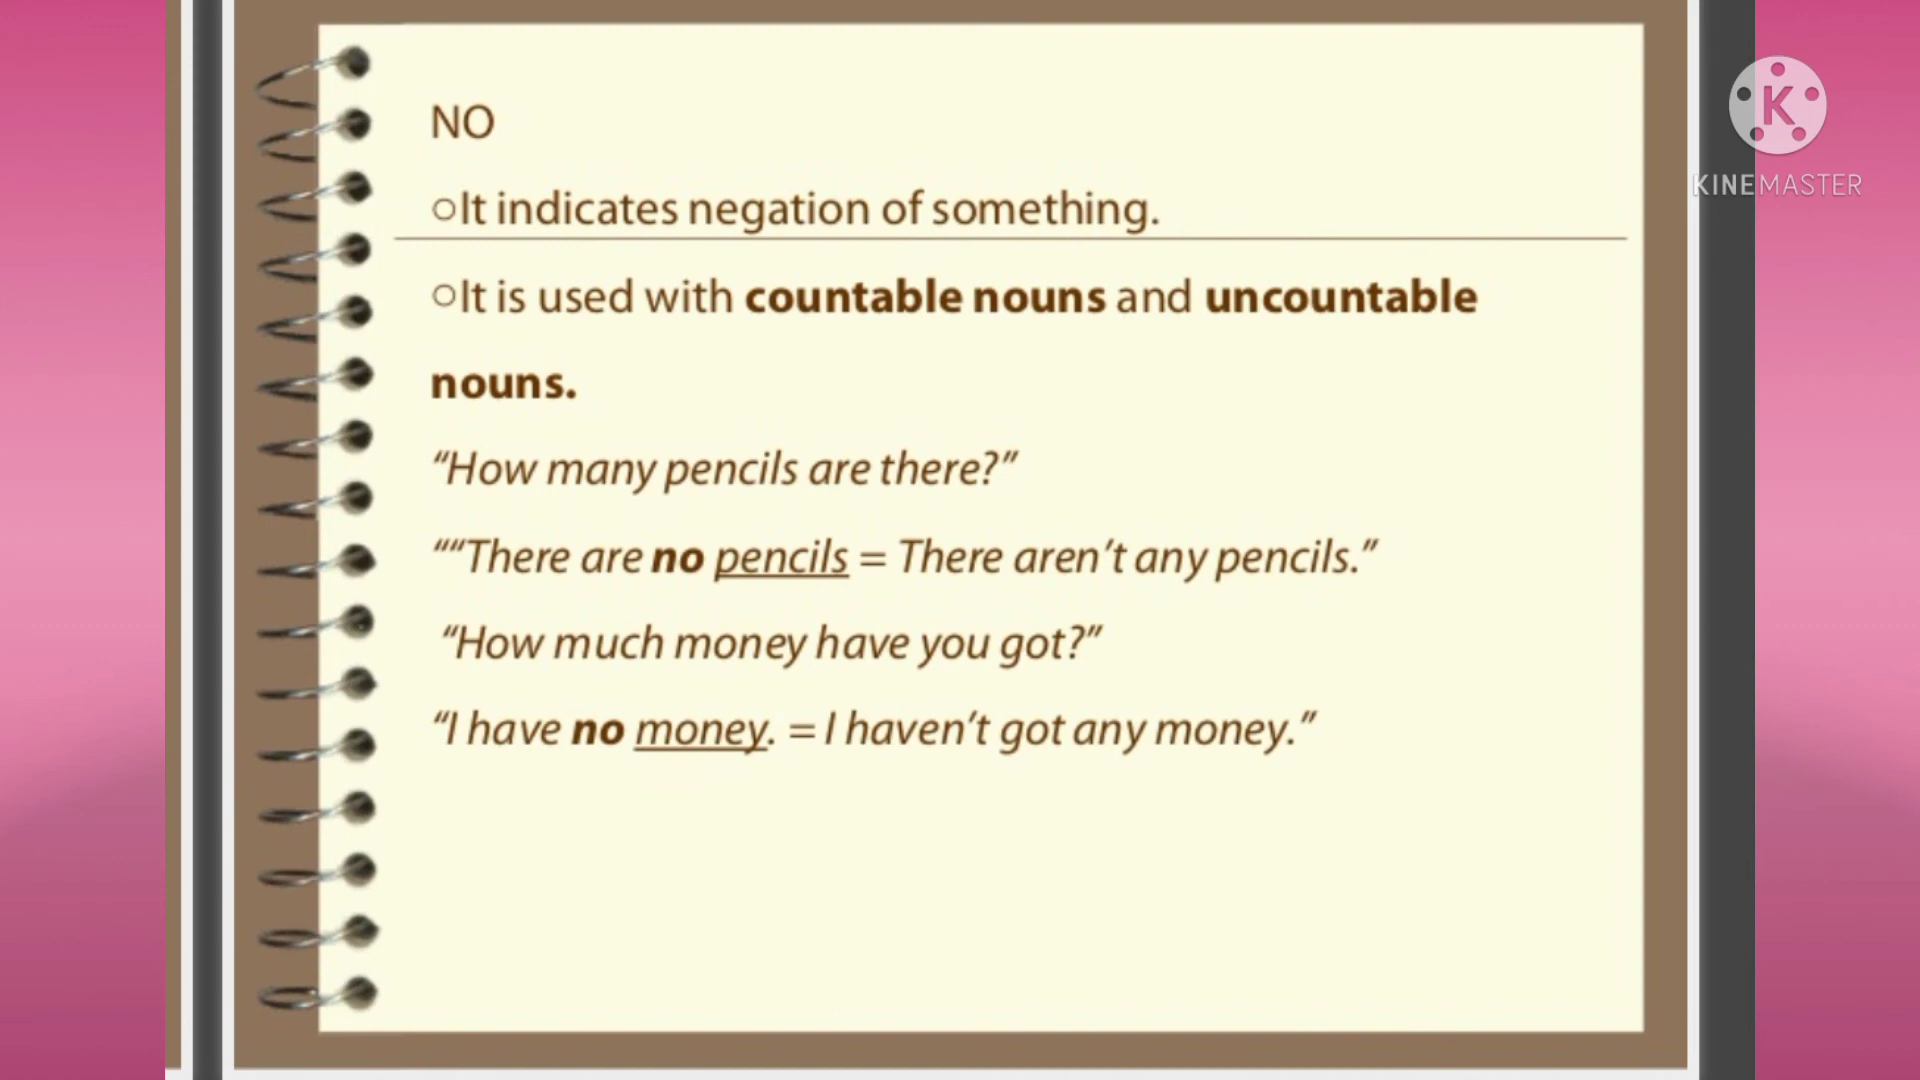 NO
○It indicates negation of something.
○It is used with countable nouns and uncountable
nouns.
“How many pencils are there?”
““There are no pencils = There aren’t any pencils.”
“How much money have you got?”
“I have no money. = I haven’t got any money.”
K
KINEMASTER